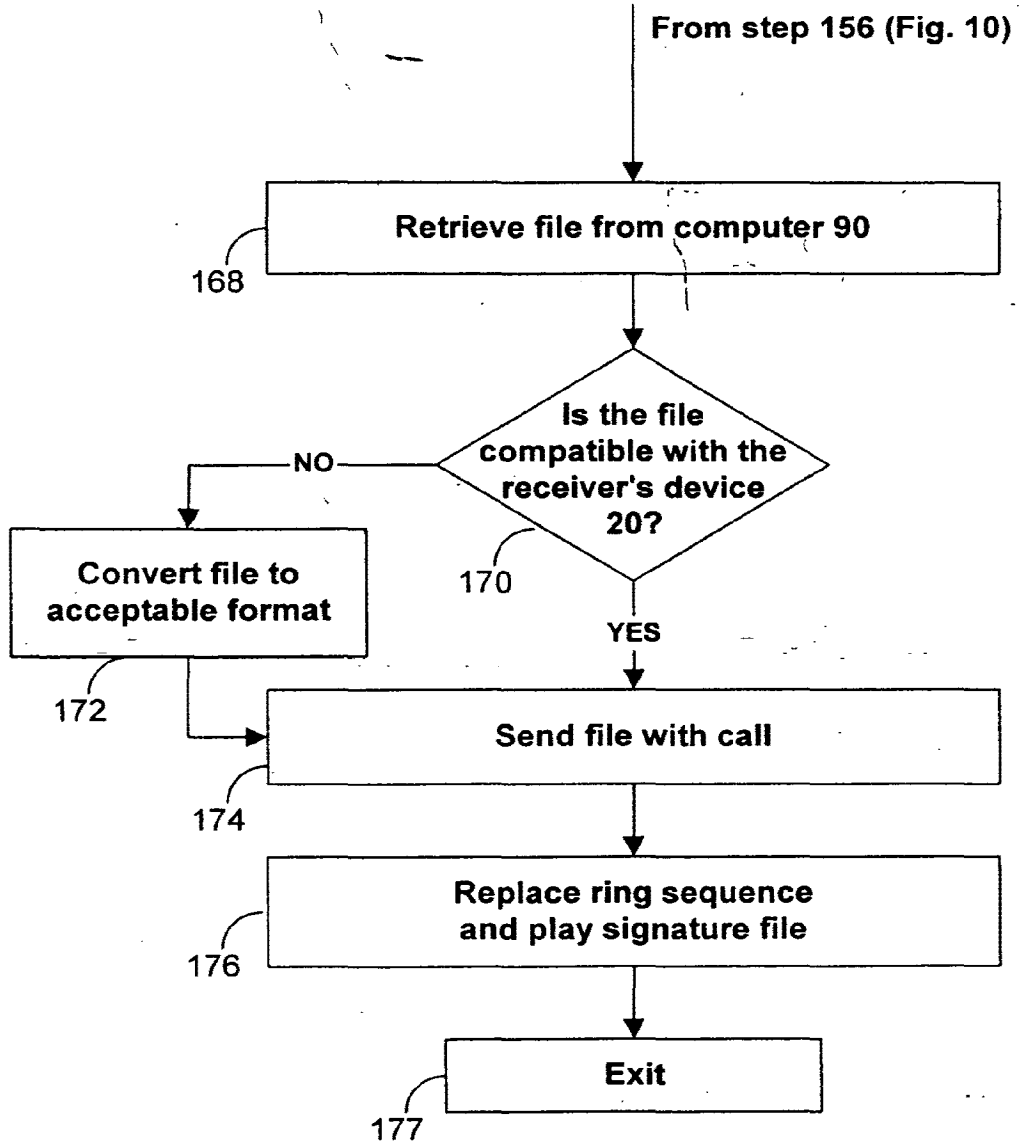 From step 156 (Fig. 10)
Retrieve file from computer 90
168
Is the file
compatible with the
receiver's device
20?
NO
170
Convert file to
acceptable format
YES
172
Send file with call
174
Replace ring sequence
and play signature file
176
Exit
177